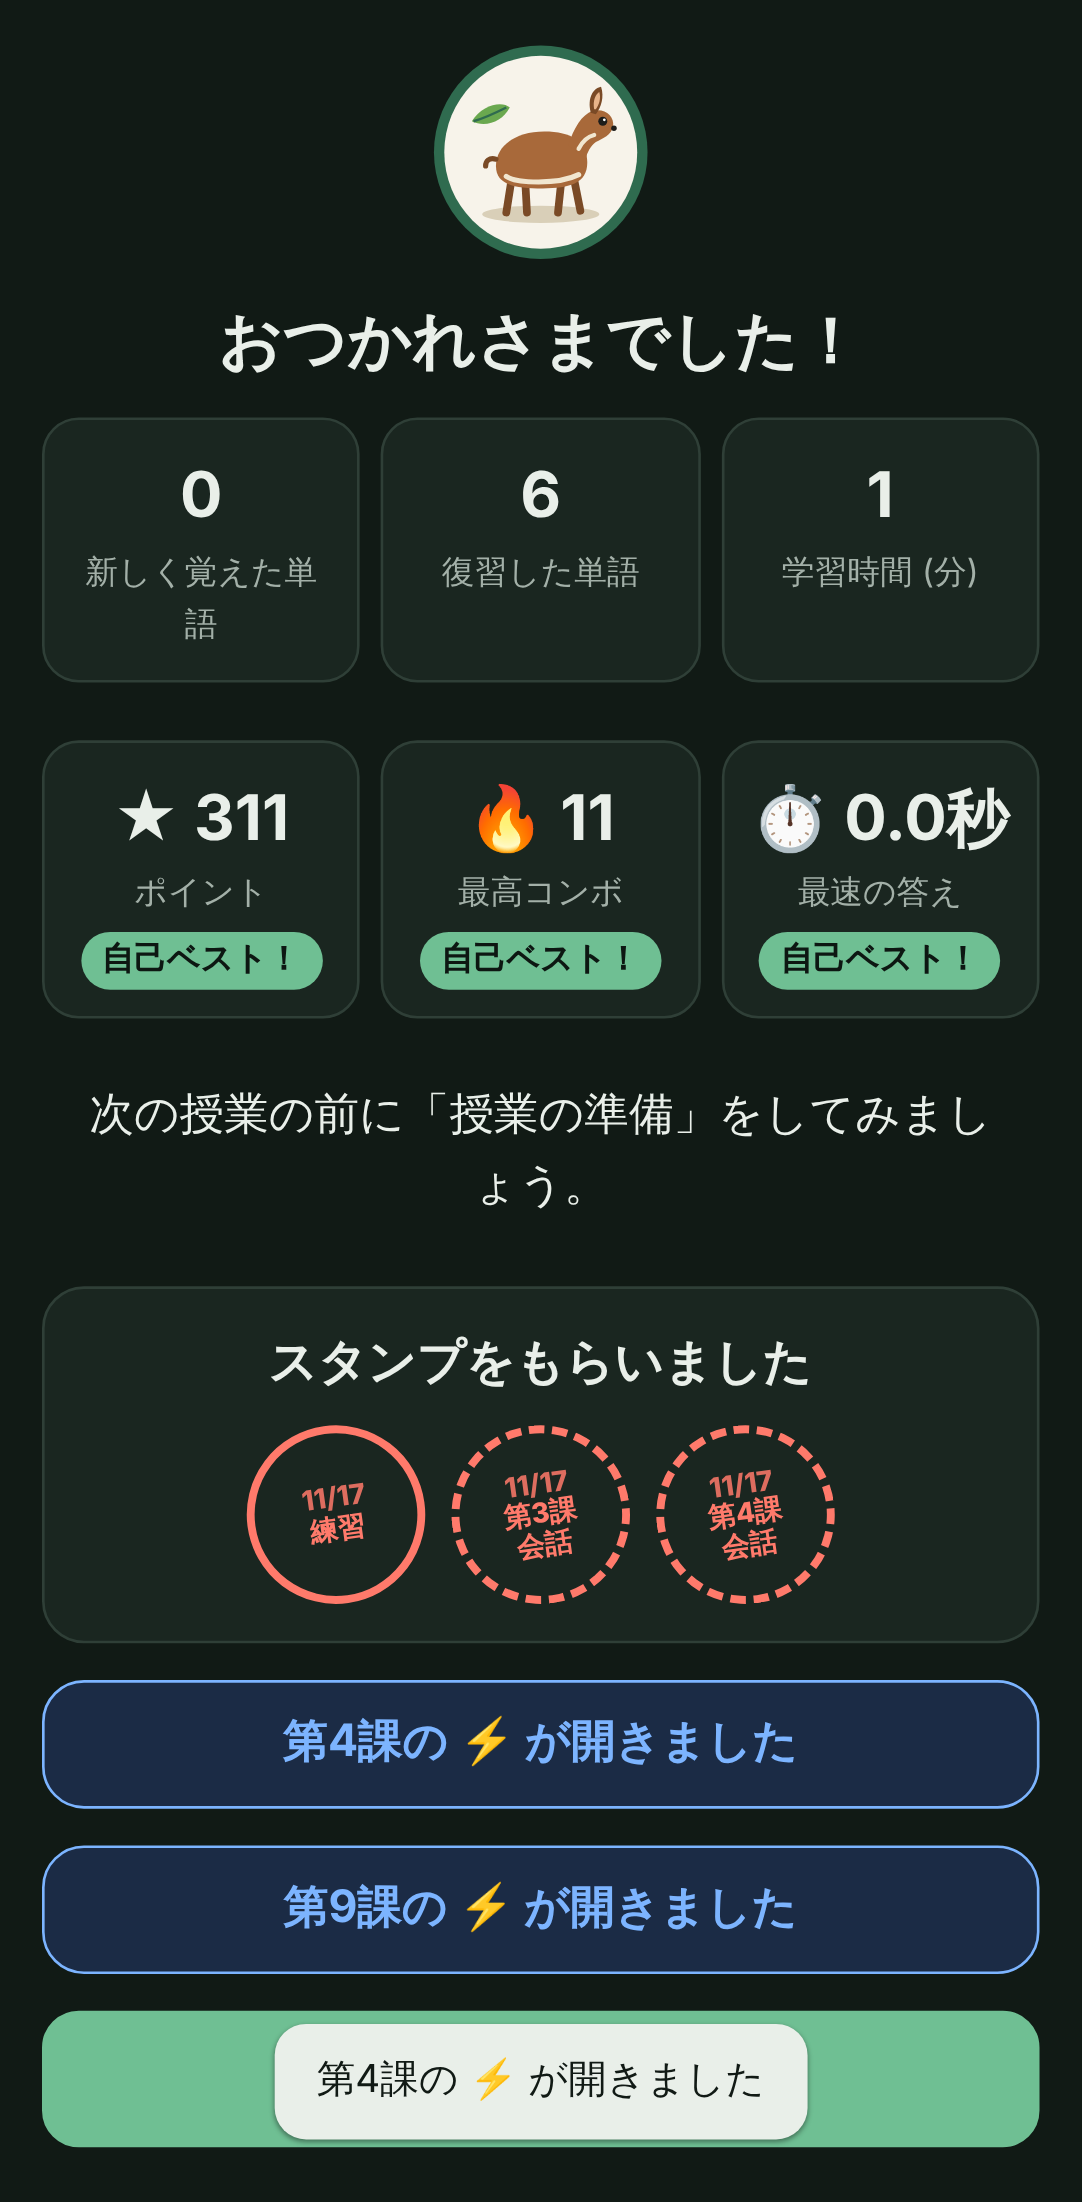 おつかれさまでした！
0
新しく覚えた単
語
6
復習した単語
1
学習時間 (分)
★ 311
ポイント
自己ベスト！
🔥 11
最高コンボ
自己ベスト！
⏱️ 0.0秒
最速の答え
自己ベスト！
次の授業の前に「授業の準備」をしてみまし
ょう。
スタンプをもらいました
11/17
練習
11/17
第3課
会話
11/17
第4課
会話
第4課の ⚡ が開きました
第9課の ⚡ が開きました
第4課の ⚡ が開きました